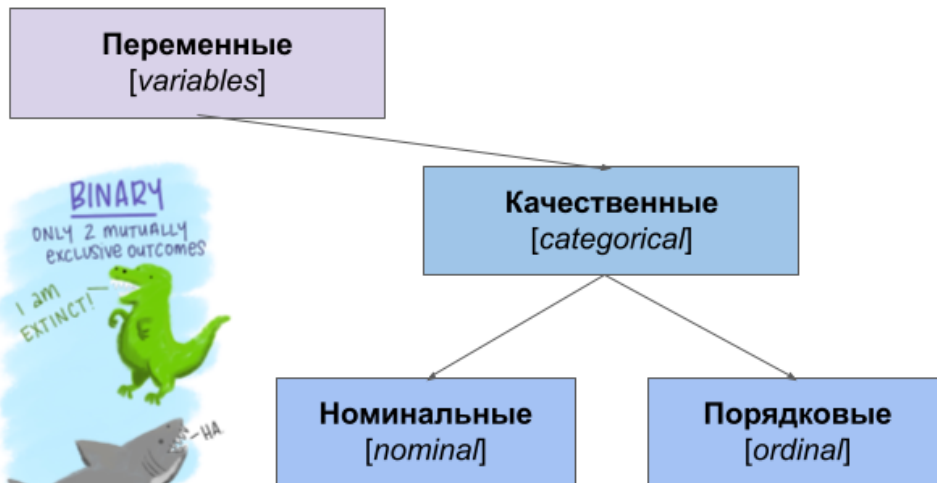 Переменные
[variables]
Качественные
[categorical]
BINARY
ONLY 2 MUTUALLY
EXCLUSIVE OUTCOMES
I am
EXTINCT!
HA
Номинальные
[nominal]
Порядковые
[ordinal]